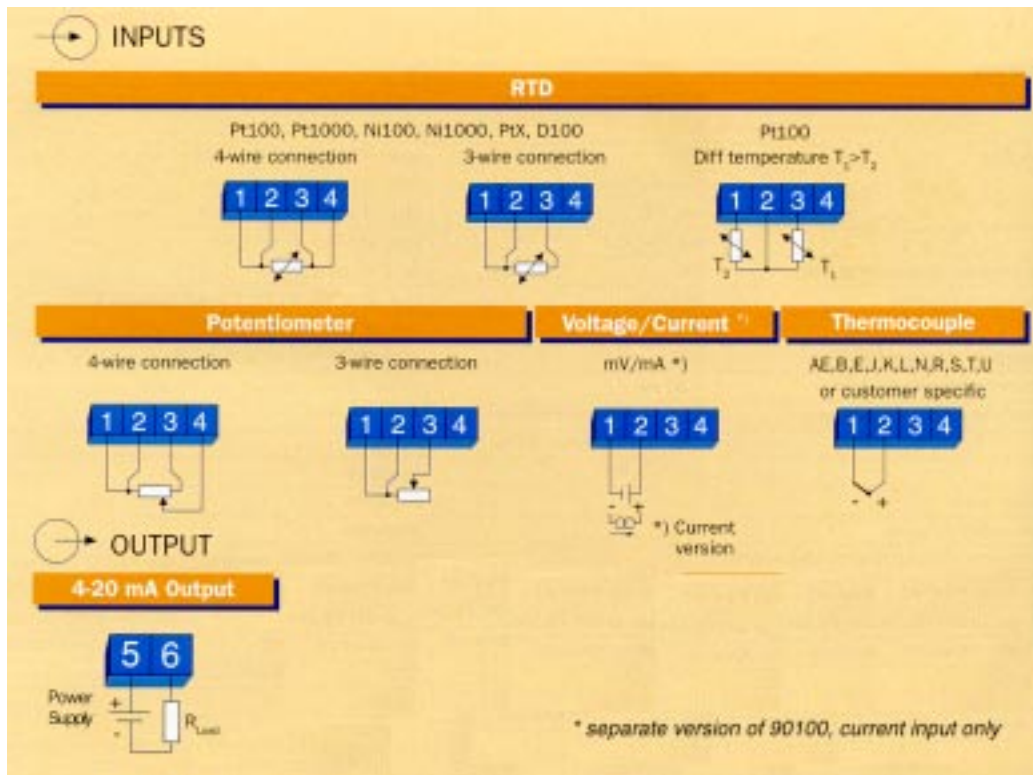 INPUTS
RTD
Pt100, Pt1000, Ni100, Ni1000, PtX, D100
4-wire connection
3-wire connection
Pt100
Diff temperature T1>T2
1 2 3 4
1 2 3 4
1 2 3 4
T2
T1
Potentiometer
Voltage/Current *)
Thermocouple
4-wire connection
3-wire connection
mV/mA *)
AE,B,E,J,K,L,N,R,S,T,U
or customer specific
1 2 3 4
1 2 3 4
1 2 3 4
1 2 3 4
- +
- +
*) Current
version
OUTPUT
4-20 mA Output
5 6
Power
Supply
+
-
RLoad
* separate version of 90100, current input only